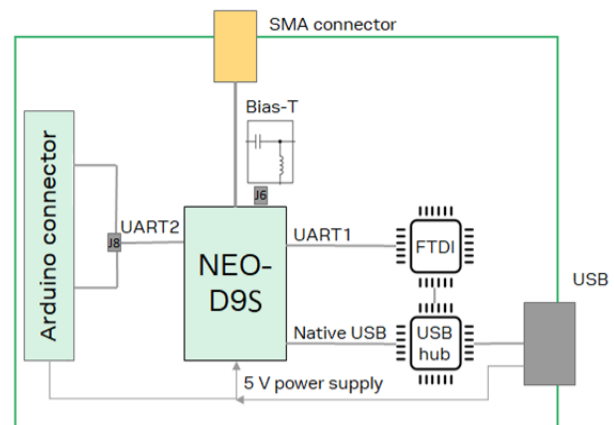 SMA connector
Bias-T
J6
Arduino connector
J8
UART2
NEO-
D9S
UART1
FTDI
USB
Native USB
USB
hub
5 V power supply